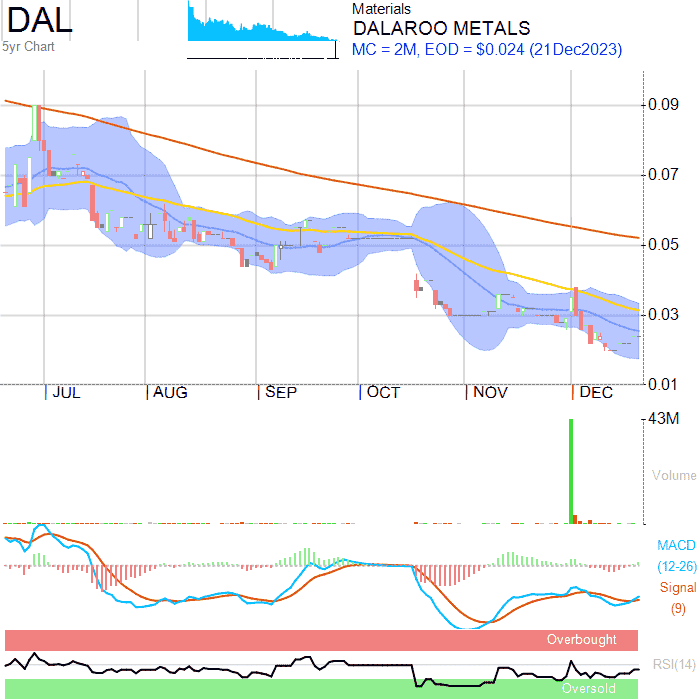 DAL
5yr Chart
Materials
DALAROO METALS
MC = 2M, EOD = $0.024 (21Dec2023)
0.09
0.07
0.05
0.03
0.01
JUL AUG SEP OCT NOV DEC
43M
Volume
MACD
(12-26)
Signal
(9)
Overbought
RSI(14)
Oversold